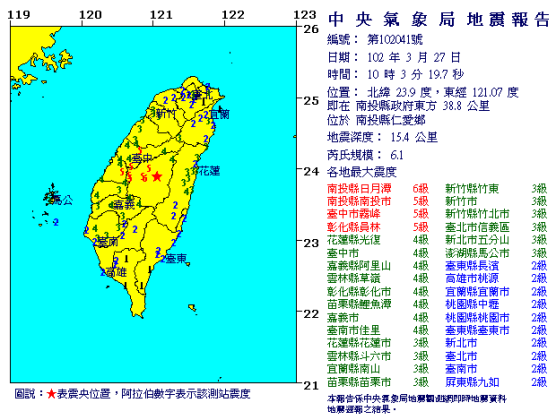 119 120 121 122 123
26
25
24
23
22
臺北
新竹
宜蘭
臺中
花蓮
馬公
嘉義
臺南
臺東
高雄
圖說：★表震央位置，阿拉伯數字表示該測站震度
中央氣象局地震報告
編號： 第102041號
日期： 102 年 3 月 27 日
時間： 10 時 3 分 19.7 秒
位置： 北緯 23.9 度，東經 121.07 度
即在 南投縣政府東方 38.8 公里
位於 南投縣仁愛鄉
地震深度： 15.4 公里
芮氏規模： 6.1
各地最大震度
南投縣日月潭 6級 新竹縣竹東 3級
南投縣南投市 5級 新竹市 3級
臺中市霧峰 5級 新竹縣竹北市 3級
彰化縣員林 5級 臺北市信義區 3級
花蓮縣光復 4級 新北市五分山 3級
臺中市 4級 澎湖縣馬公市 3級
嘉義縣阿里山 4級 臺東縣長濱 2級
雲林縣草嶺 4級 高雄市桃源 2級
彰化縣彰化市 4級 宜蘭縣宜蘭市 2級
苗栗縣鯉魚潭 4級 桃園縣中壢 2級
嘉義市 4級 桃園縣桃園市 2級
臺南市佳里 4級 臺東縣臺東市 2級
花蓮縣花蓮市 3級 新北市 2級
雲林縣斗六市 3級 臺北市 2級
宜蘭縣南山 3級 臺南市 2級
苗栗縣苗栗市 3級 屏東縣九如 2級
本報告係中央氣象局地震觀測網即時地震資料
地震速報之結果。